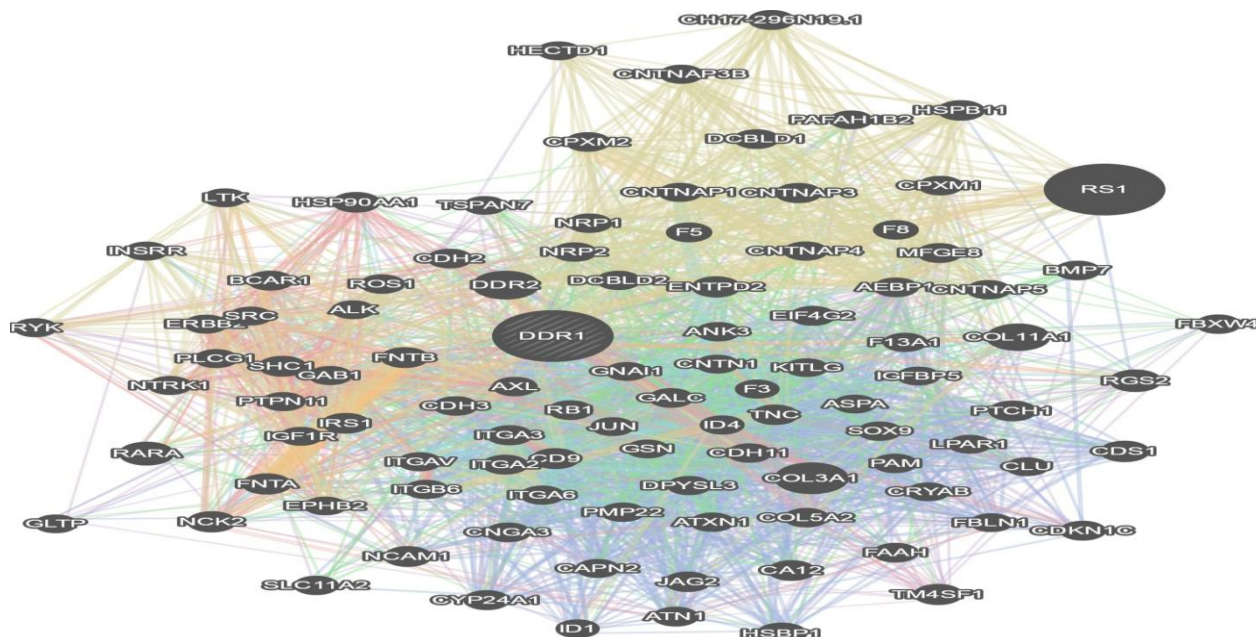 CH17-296N19.1
HECTD1
CNTNAP3B
HSPB11
PAFAH1B2
CPXM2
DCBLD1
CPXM1
RS1
LTK
HSP90AA1
TSPAN7
CNTNAP1
CNTNAP3
NRP1
F5
F8
INSRR
CDH2
NRP2
CNTNAP4
MFGE8
BMP7
BCAR1
ROS1
DDR2
DCBLD2
ENTPD2
AEBP1
CNTNAP5
RYK
ERBB2
SRC
ALK
DDR1
ANK3
EIF4G2
F13A1
COL11A1
FBXW4
PLCG1
SHC1
FNTB
GNAI1
CNTN1
KITLG
IGFBP5
RGS2
NTRK1
GAB1
AXL
GALC
F3
PTPN11
CDH3
RB1
TNC
ASPA
PTCH1
IRS1
JUN
ID4
SOX9
IGF1R
ITGA3
GSN
CDH11
LPAR1
RARA
ITGAV
ITGA2
CD9
PAM
CLU
CDS1
FNTA
ITGB6
ITGA6
DPYSL3
COL3A1
CRYAB
EPHB2
PMP22
ATXN1
COL5A2
FBLN1
CDKN1C
GLTP
NCK2
CNGA3
NCAM1
CAPN2
CA12
FAAH
SLC11A2
JAG2
CYP24A1
TM4SF1
ATN1
ID1
HSBP1